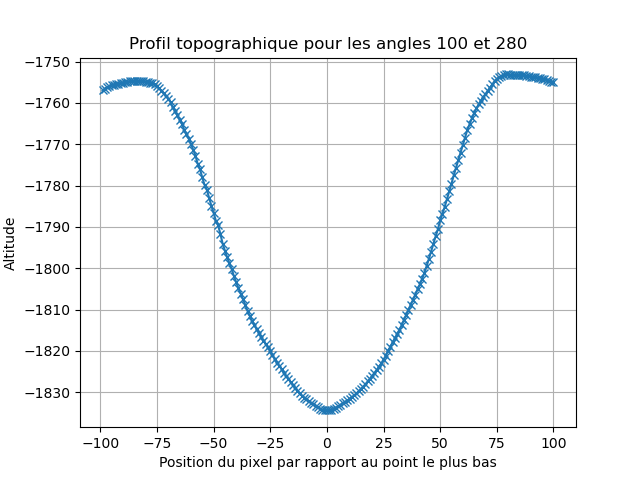 Profil topographique pour les angles 100 et 280
−1750
−1760
−1770
−1780
−1790
−1800
−1810
−1820
−1830
Altitude
−100 −75 −50 −25 0 25 50 75 100
Position du pixel par rapport au point le plus bas